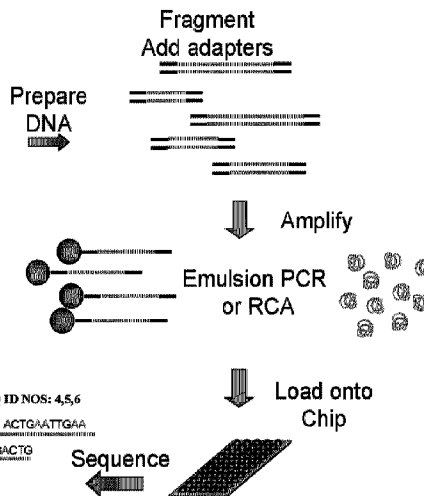 Fragment
Add adapters
Prepare
DNA
Amplify
Emulsion PCR
or RCA
Load onto
Chip
ID NOS: 4,5,6
ACTGAATTGAA
ACTG
Sequence